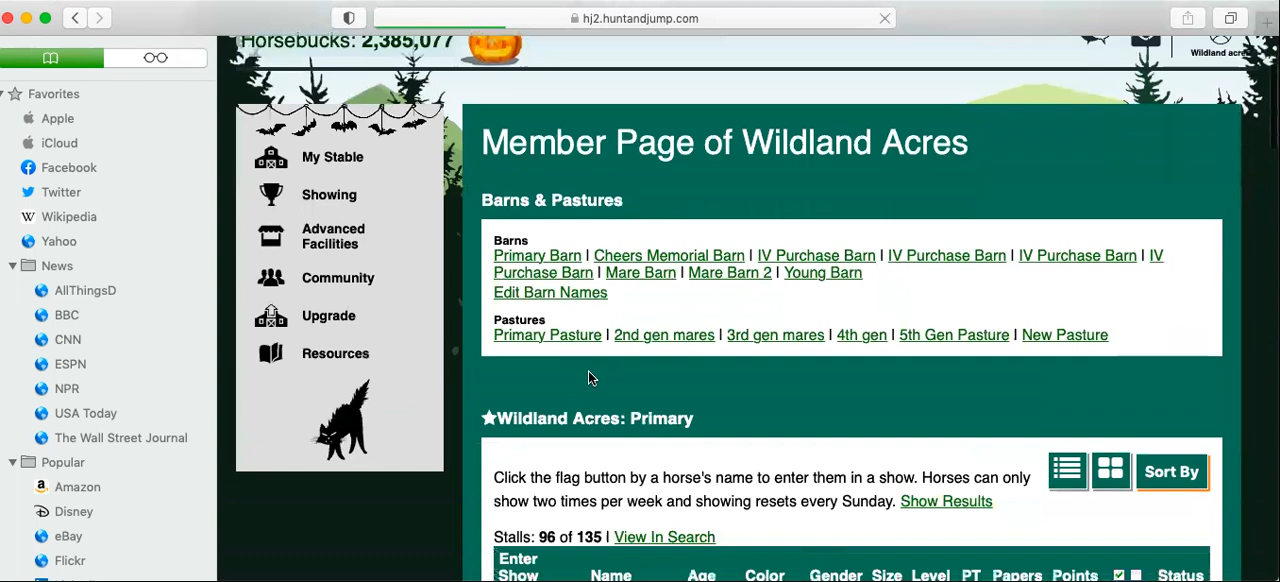 hj2.huntandjump.com
Horsebucks: 2,385,077
Wildland acres
Favorites
Apple
iCloud
Facebook
Twitter
Wikipedia
Yahoo
News
AllThingsD
BBC
CNN
ESPN
NPR
USA Today
The Wall Street Journal
Popular
Amazon
Disney
eBay
Flickr
My Stable
Showing
Advanced
Facilities
Community
Upgrade
Resources
Member Page of Wildland Acres
Barns & Pastures
Barns
Primary Barn I Cheers Memorial Barn I IV Purchase Barn I IV Purchase Barn I IV Purchase Barn I IV
Purchase Barn I Mare Barn I Mare Barn 2 I Young Barn
Edit Barn Names
Pastures
Primary Pasture I 2nd gen mares I 3rd gen mares I 4th gen I 5th Gen Pasture I New Pasture
Wildland Acres: Primary
Click the flag button by a horse's name to enter them in a show. Horses can only
show two times per week and showing resets every Sunday. Show Results
Sort By
Stalls: 96 of 135 I View In Search
Enter
Show Name Age Color Gender Size Level PT Papers Points Status